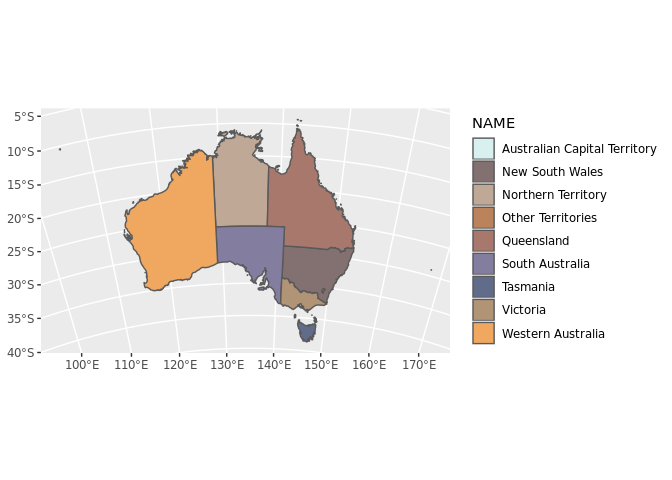 NAME
Australian Capital Territory
New South Wales
Northern Territory
Other Territories
Queensland
South Australia
Tasmania
Victoria
Western Australia
5°S
10°S
15°S
20°S
25°S
30°S
35°S
40°S
100°E 110°E 120°E 130°E 140°E 150°E 160°E 170°E